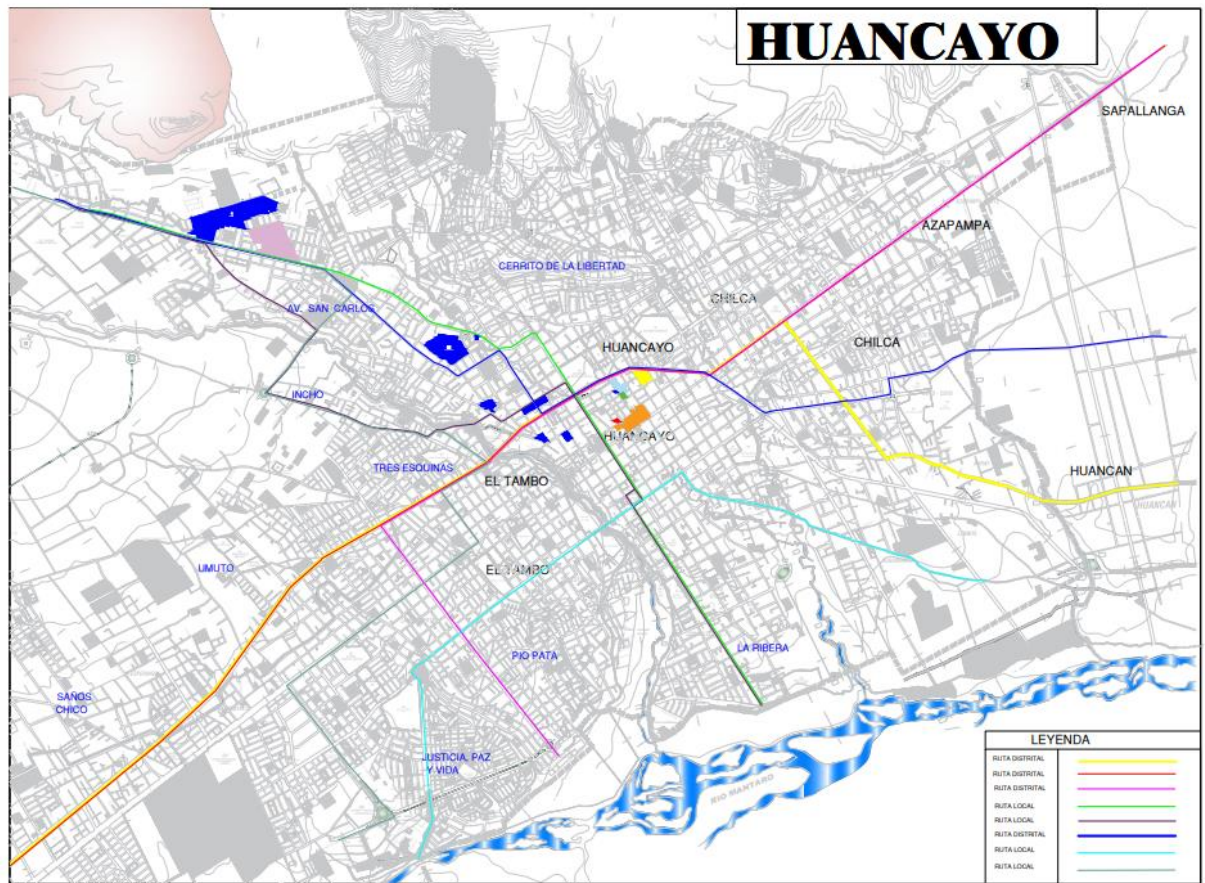 HUANCAYO
SAPALLANGA
AZAPAMPA
CERRITO DE LA LIBERTAD
CHILCA
AV. SAN CARLOS
HUANCAYO
CHILCA
INCHO
HUANCAYO
TRES ESQUINAS
EL TAMBO
HUANCAN
HUANCAN
UMUTO
EL TAMBO
PIO PATA
LA RIBERA
SAÑOS
CHICO
JUSTICIA, PAZ
Y VIDA
RIO MANTARO
LEYENDA
RUTA DISTRITAL
RUTA DISTRITAL
RUTA DISTRITAL
RUTA LOCAL
RUTA LOCAL
RUTA DISTRITAL
RUTA LOCAL
RUTA LOCAL